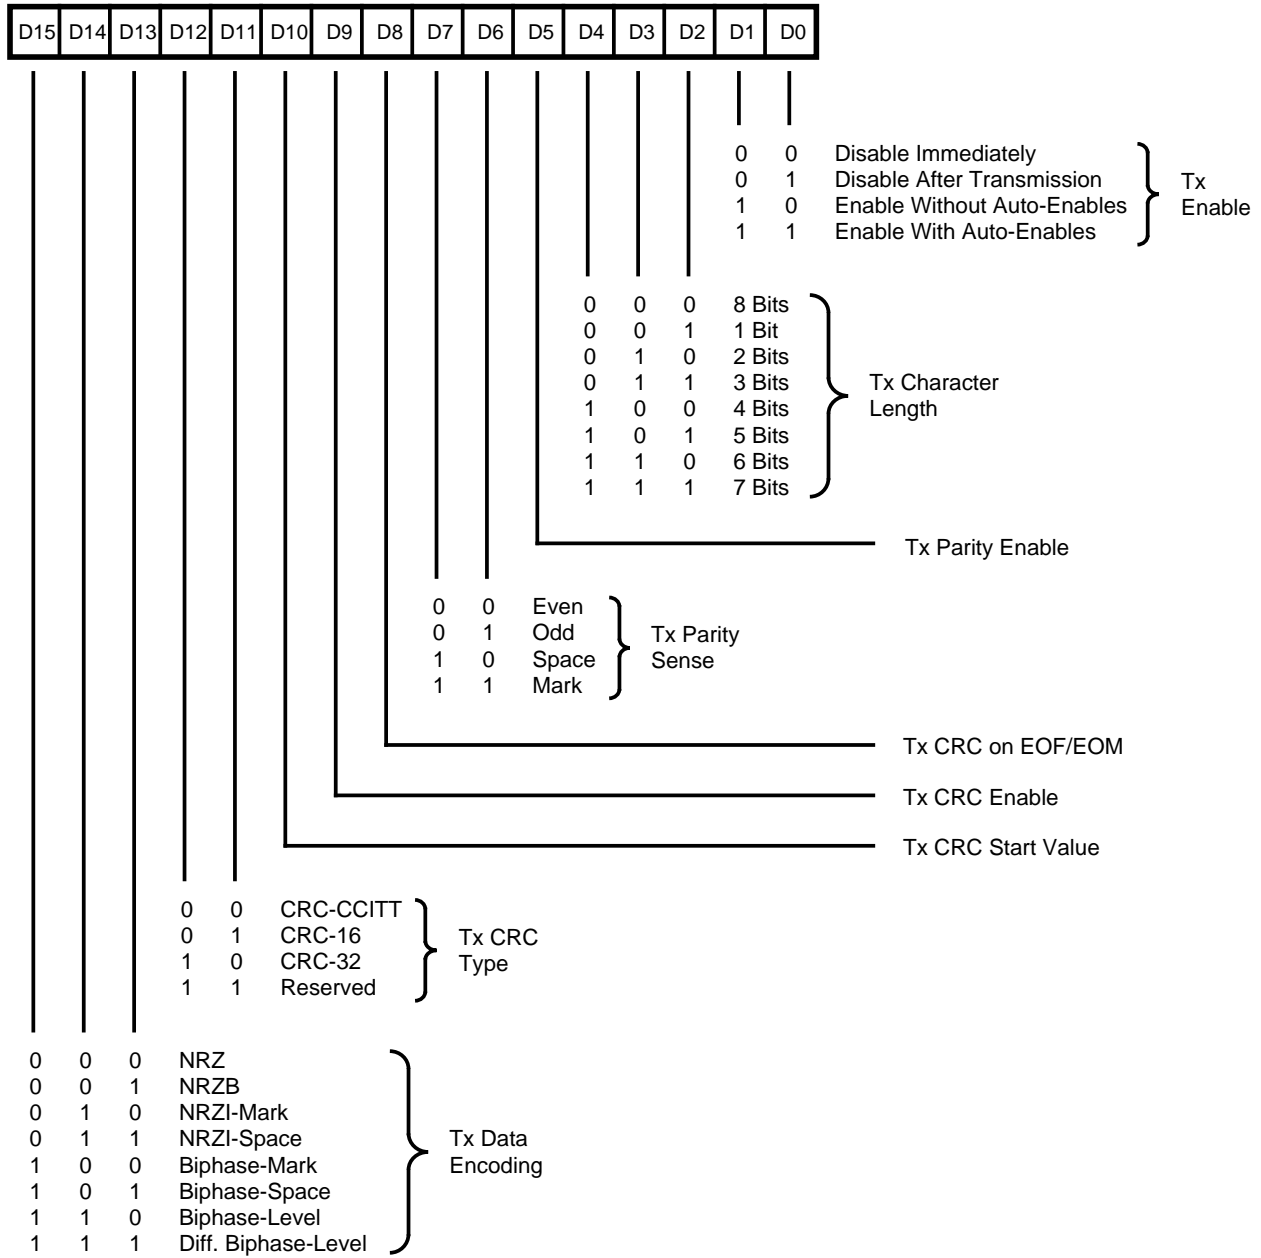 D15 D14 D13 D12 D11 D10 D9 D8 D7 D6 D5 D4 D3 D2 D1 D0
0 0 Disable Immediately
0 1 Disable After Transmission
1 0 Enable Without Auto-Enables
1 1 Enable With Auto-Enables
Tx
Enable
0 0 0 8 Bits
0 0 1 1 Bit
0 1 0 2 Bits
0 1 1 3 Bits
1 0 0 4 Bits
1 0 1 5 Bits
1 1 0 6 Bits
1 1 1 7 Bits
Tx Character
Length
Tx Parity Enable
0 0 Even
0 1 Odd
1 0 Space
1 1 Mark
Tx Parity
Sense
Tx CRC on EOF/EOM
Tx CRC Enable
Tx CRC Start Value
0 0 CRC-CCITT
0 1 CRC-16
1 0 CRC-32
1 1 Reserved
Tx CRC
Type
0 0 0 NRZ
0 0 1 NRZB
0 1 0 NRZI-Mark
0 1 1 NRZI-Space
1 0 0 Biphase-Mark
1 0 1 Biphase-Space
1 1 0 Biphase-Level
1 1 1 Diff. Biphase-Level
Tx Data
Encoding